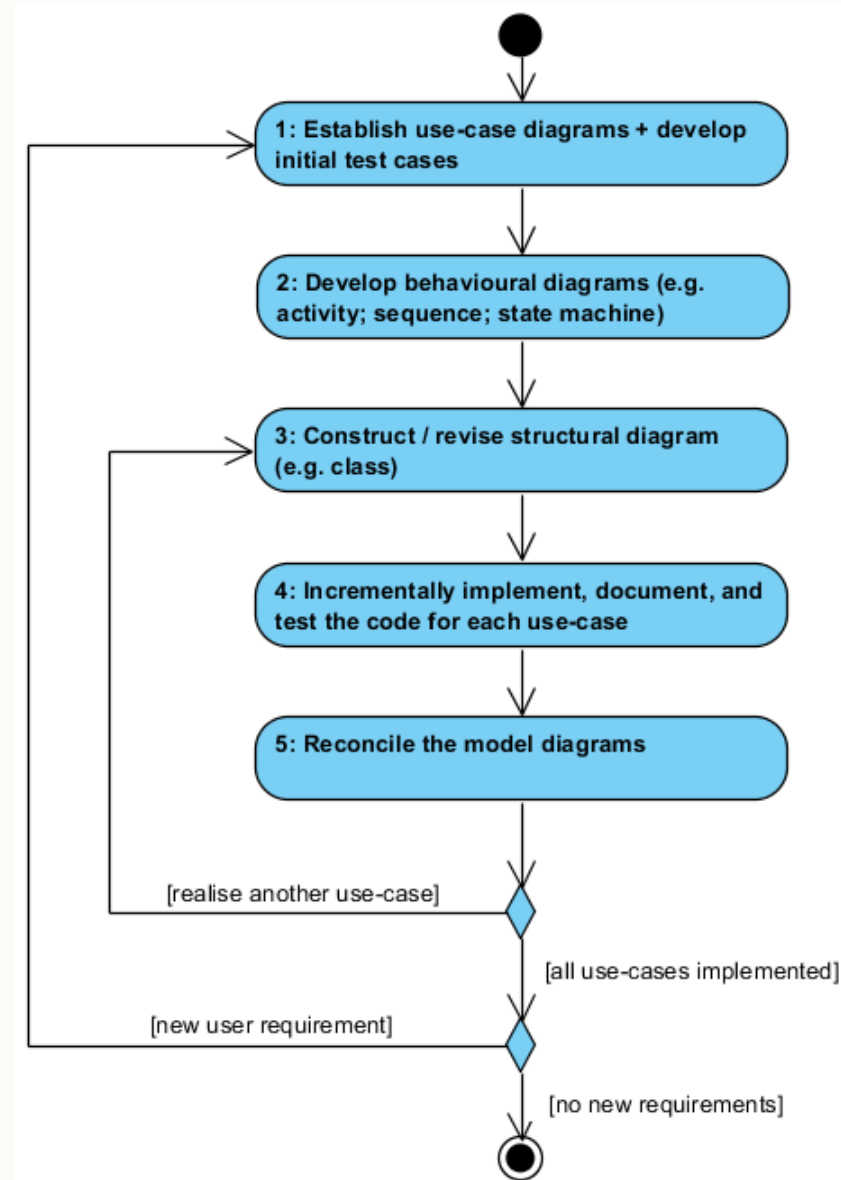 1: Establish use-case diagrams + develop
initial test cases
2: Develop behavioural diagrams (e.g.
activity; sequence; state machine)
3: Construct / revise structural diagram
(e.g. class)
4: Incrementally implement, document, and
test the code for each use-case
5: Reconcile the model diagrams
[realise another use-case]
[all use-cases implemented]
[new user requirement]
[no new requirements]